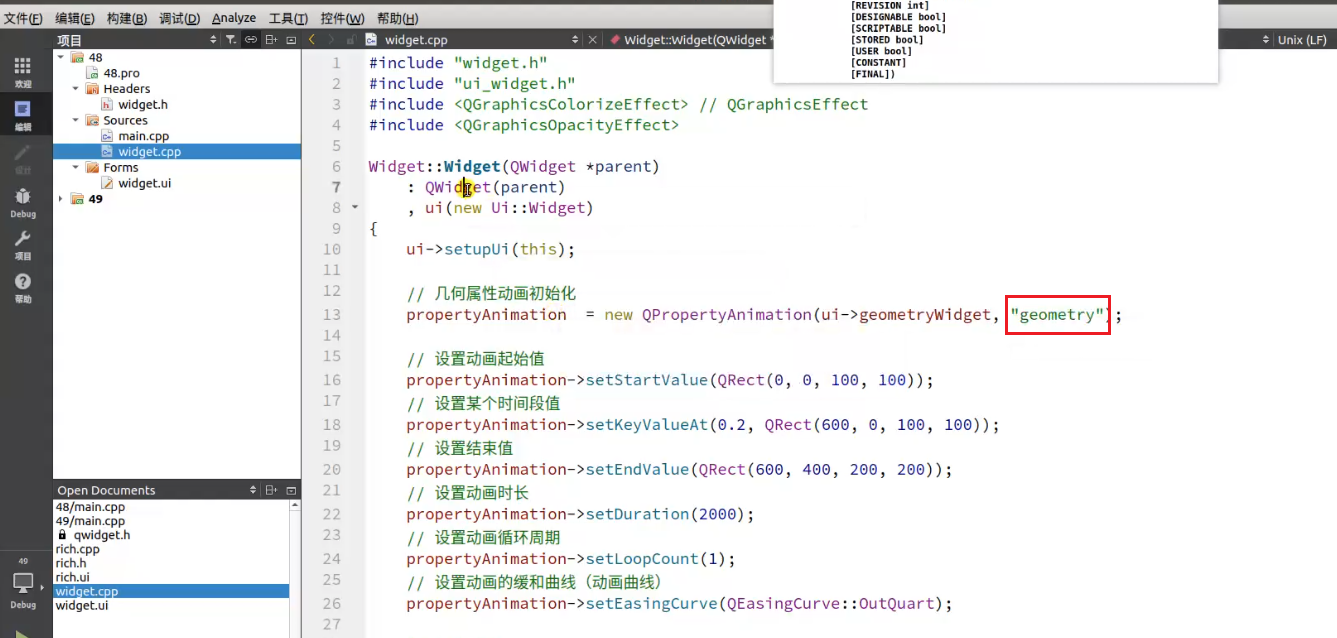 文件(F) 编辑(E) 构建(B) 调试(D) Analyze 工具(T) 控件(W) 帮助(H)
[REVISION int]
[DESIGNABLE bool]
[SCRIPTABLE bool]
[STORED bool]
[USER bool]
[CONSTANT]
[FINAL])
项目
widget.cpp
Widget::Widget(QWidget *
Unix (LF)
欢迎
编辑
设计
Debug
项目
帮助
49
Debug
48
48.pro
Headers
widget.h
Sources
main.cpp
widget.cpp
Forms
widget.ui
49
Open Documents
48/main.cpp
49/main.cpp
qwidget.h
rich.cpp
rich.h
rich.ui
widget.cpp
widget.ui
1 #include "widget.h"
2 #include "ui_widget.h"
3 #include <QGraphicsColorizeEffect> // QGraphicsEffect
4 #include <QGraphicsOpacityEffect>
5
6 Widget::Widget(QWidget *parent)
7 : QWidget(parent)
8 , ui(new Ui::Widget)
9 {
10 ui->setupUi(this);
11
12 // 几何属性动画初始化
13 propertyAnimation = new QPropertyAnimation(ui->geometryWidget, "geometry");
14
15 // 设置动画起始值
16 propertyAnimation->setStartValue(QRect(0, 0, 100, 100));
17 // 设置某个时间段值
18 propertyAnimation->setKeyValueAt(0.2, QRect(600, 0, 100, 100));
19 // 设置结束值
20 propertyAnimation->setEndValue(QRect(600, 400, 200, 200));
21 // 设置动画时长
22 propertyAnimation->setDuration(2000);
23 // 设置动画循环周期
24 propertyAnimation->setLoopCount(1);
25 // 设置动画的缓和曲线（动画曲线）
26 propertyAnimation->setEasingCurve(QEasingCurve::OutQuart);
27